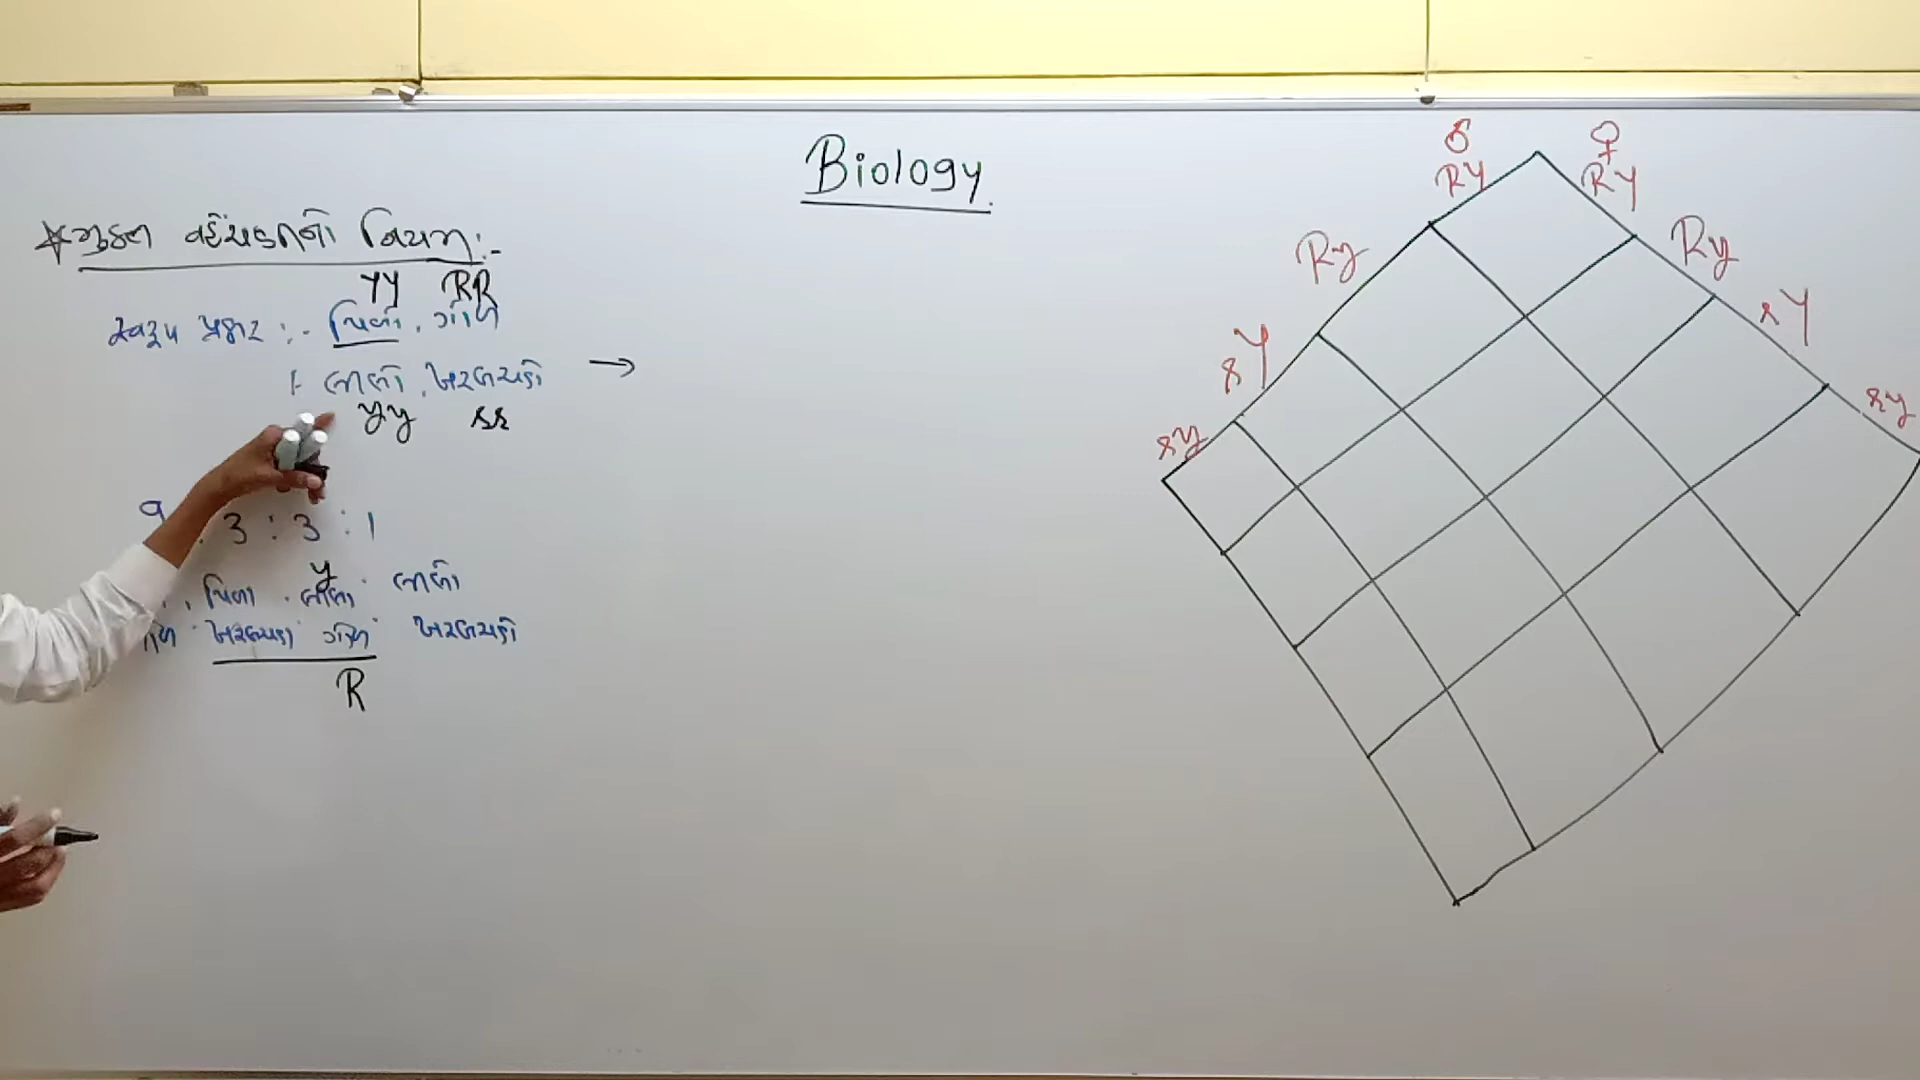 Biology
* મુક્ત વહેંચણીનો નિયમ :-
YY RR
સ્વરૂપ પ્રકાર :- પિળા, ગોળ
લીલો, ખરબચડો →
yy rr
9 : 3 : 3 : 1
y
, પિળા . લીલા . લીલો
ખરબચડા ગોળ ખરબચડો
R
♂ ♀
RY RY
Ry Ry
rY rY
ry ry